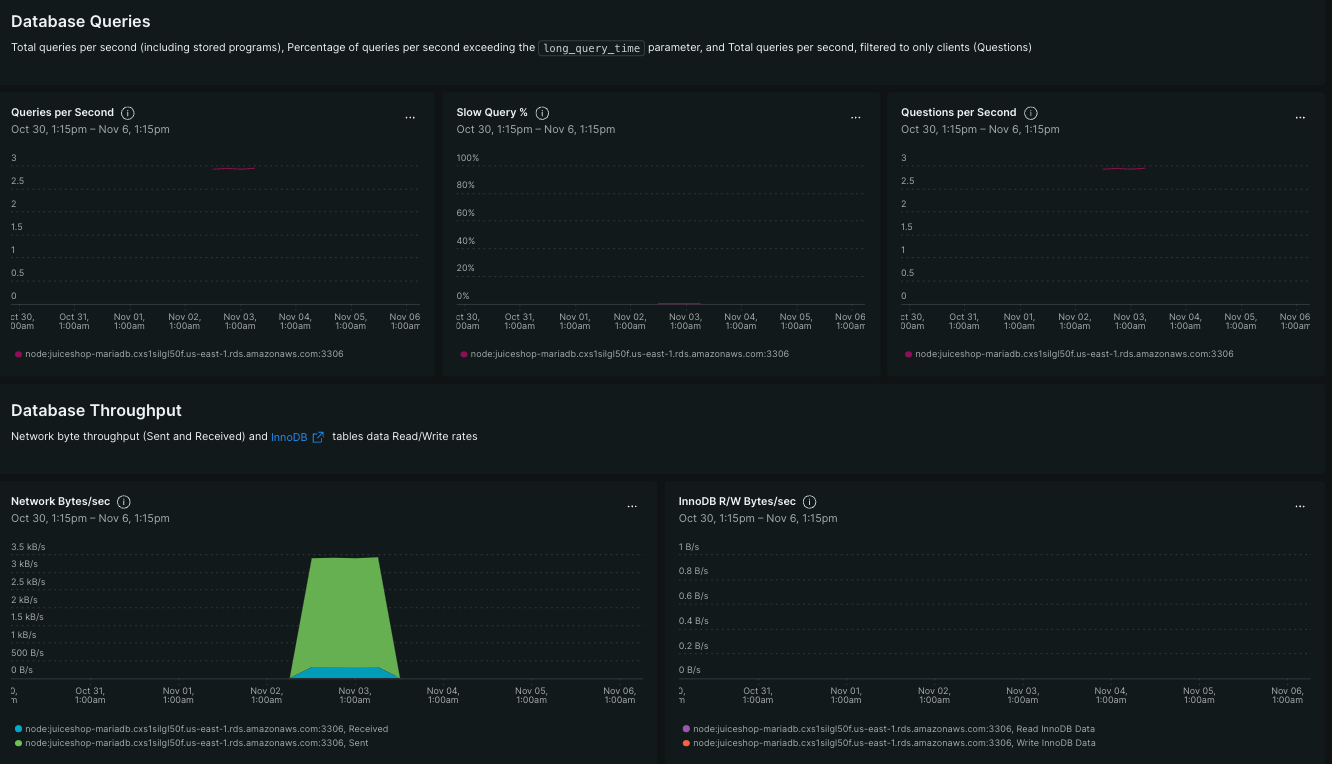 Database Queries
Total queries per second (including stored programs), Percentage of queries per second exceeding the long_query_time parameter, and Total queries per second, filtered to only clients (Questions)
Queries per Second
Oct 30, 1:15pm – Nov 6, 1:15pm
3
2.5
2
1.5
1
0.5
0
ct 30, Oct 31, Nov 01, Nov 02, Nov 03, Nov 04, Nov 05, Nov 06
00am 1:00am 1:00am 1:00am 1:00am 1:00am 1:00am 1:00am
node:juiceshop-mariadb.cxs1silgl50f.us-east-1.rds.amazonaws.com:3306
Slow Query %
Oct 30, 1:15pm – Nov 6, 1:15pm
100%
80%
60%
40%
20%
0%
ct 30, Oct 31, Nov 01, Nov 02, Nov 03, Nov 04, Nov 05, Nov 06
00am 1:00am 1:00am 1:00am 1:00am 1:00am 1:00am 1:00am
node:juiceshop-mariadb.cxs1silgl50f.us-east-1.rds.amazonaws.com:3306
Questions per Second
Oct 30, 1:15pm – Nov 6, 1:15pm
3
2.5
2
1.5
1
0.5
0
ct 30, Oct 31, Nov 01, Nov 02, Nov 03, Nov 04, Nov 05, Nov 06
00am 1:00am 1:00am 1:00am 1:00am 1:00am 1:00am 1:00am
node:juiceshop-mariadb.cxs1silgl50f.us-east-1.rds.amazonaws.com:3306
Database Throughput
Network byte throughput (Sent and Received) and InnoDB tables data Read/Write rates
Network Bytes/sec
Oct 30, 1:15pm – Nov 6, 1:15pm
3.5 kB/s
3 kB/s
2.5 kB/s
2 kB/s
1.5 kB/s
1 kB/s
500 B/s
0 B/s
0, Oct 31, Nov 01, Nov 02, Nov 03, Nov 04, Nov 05, Nov 06,
m 1:00am 1:00am 1:00am 1:00am 1:00am 1:00am 1:00am
node:juiceshop-mariadb.cxs1silgl50f.us-east-1.rds.amazonaws.com:3306, Received
node:juiceshop-mariadb.cxs1silgl50f.us-east-1.rds.amazonaws.com:3306, Sent
InnoDB R/W Bytes/sec
Oct 30, 1:15pm – Nov 6, 1:15pm
1 B/s
0.8 B/s
0.6 B/s
0.4 B/s
0.2 B/s
0 B/s
0, Oct 31, Nov 01, Nov 02, Nov 03, Nov 04, Nov 05, Nov 06,
m 1:00am 1:00am 1:00am 1:00am 1:00am 1:00am 1:00am
node:juiceshop-mariadb.cxs1silgl50f.us-east-1.rds.amazonaws.com:3306, Read InnoDB Data
node:juiceshop-mariadb.cxs1silgl50f.us-east-1.rds.amazonaws.com:3306, Write InnoDB Data